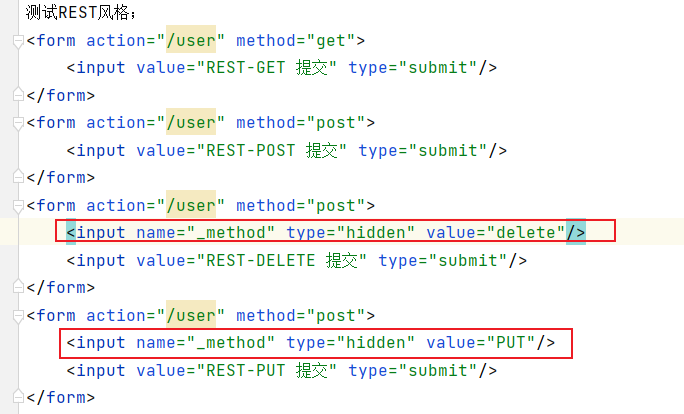 测试REST风格；
<form action="/user" method="get">
    <input value="REST-GET 提交" type="submit"/>
</form>
<form action="/user" method="post">
    <input value="REST-POST 提交" type="submit"/>
</form>
<form action="/user" method="post">
    <input name="_method" type="hidden" value="delete"/>
    <input value="REST-DELETE 提交" type="submit"/>
</form>
<form action="/user" method="post">
    <input name="_method" type="hidden" value="PUT"/>
    <input value="REST-PUT 提交" type="submit"/>
</form>